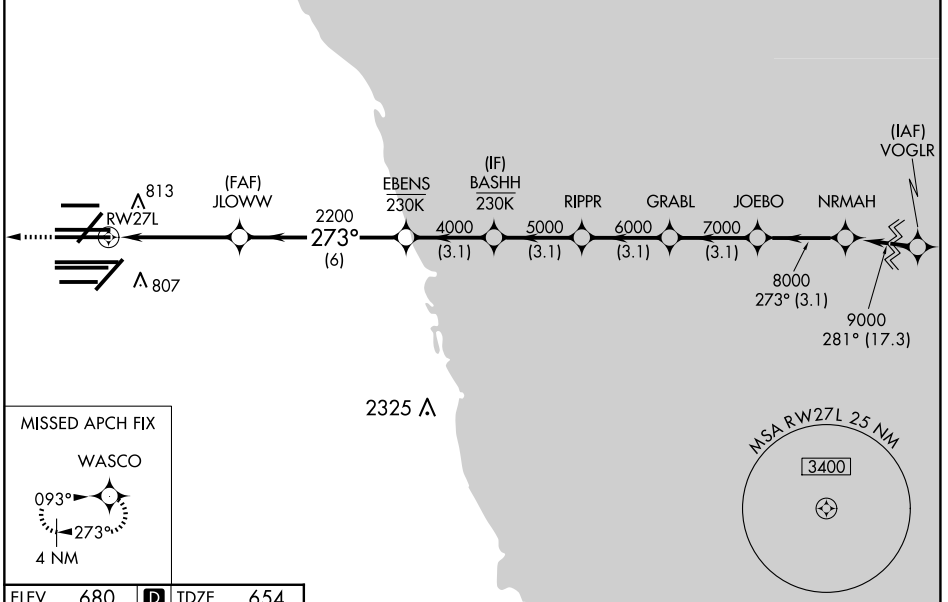 (IAF)
VOGLR
813
RW27L
(FAF)
JLOWW
2200
273°
(6)
EBENS
230K
4000
(3.1)
(IF)
BASHH
230K
5000
(3.1)
RIPPR
6000
(3.1)
GRABL
7000
(3.1)
JOEBO
NRMAH
8000
273° (3.1)
9000
281° (17.3)
807
2325
MISSED APCH FIX
WASCO
093°
273°
4 NM
MSA RW27L 25 NM
3400
ELEV 680 D TDZE 654